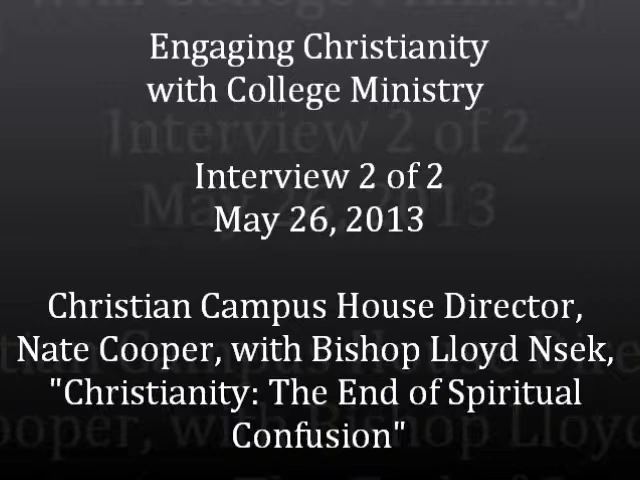 Engaging Christianity
with College Ministry
Interview 2 of 2
May 26, 2013
Christian Campus House Director,
Nate Cooper, with Bishop Lloyd Nsek,
"Christianity: The End of Spiritual
Confusion"